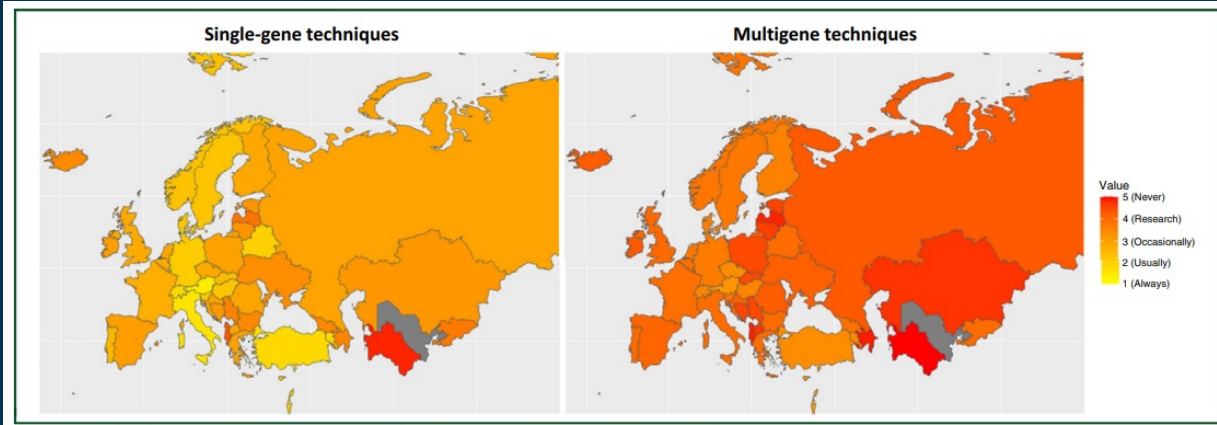 Single-gene techniques
Multigene techniques
Value
5 (Never)
4 (Research)
3 (Occasionally)
2 (Usually)
1 (Always)